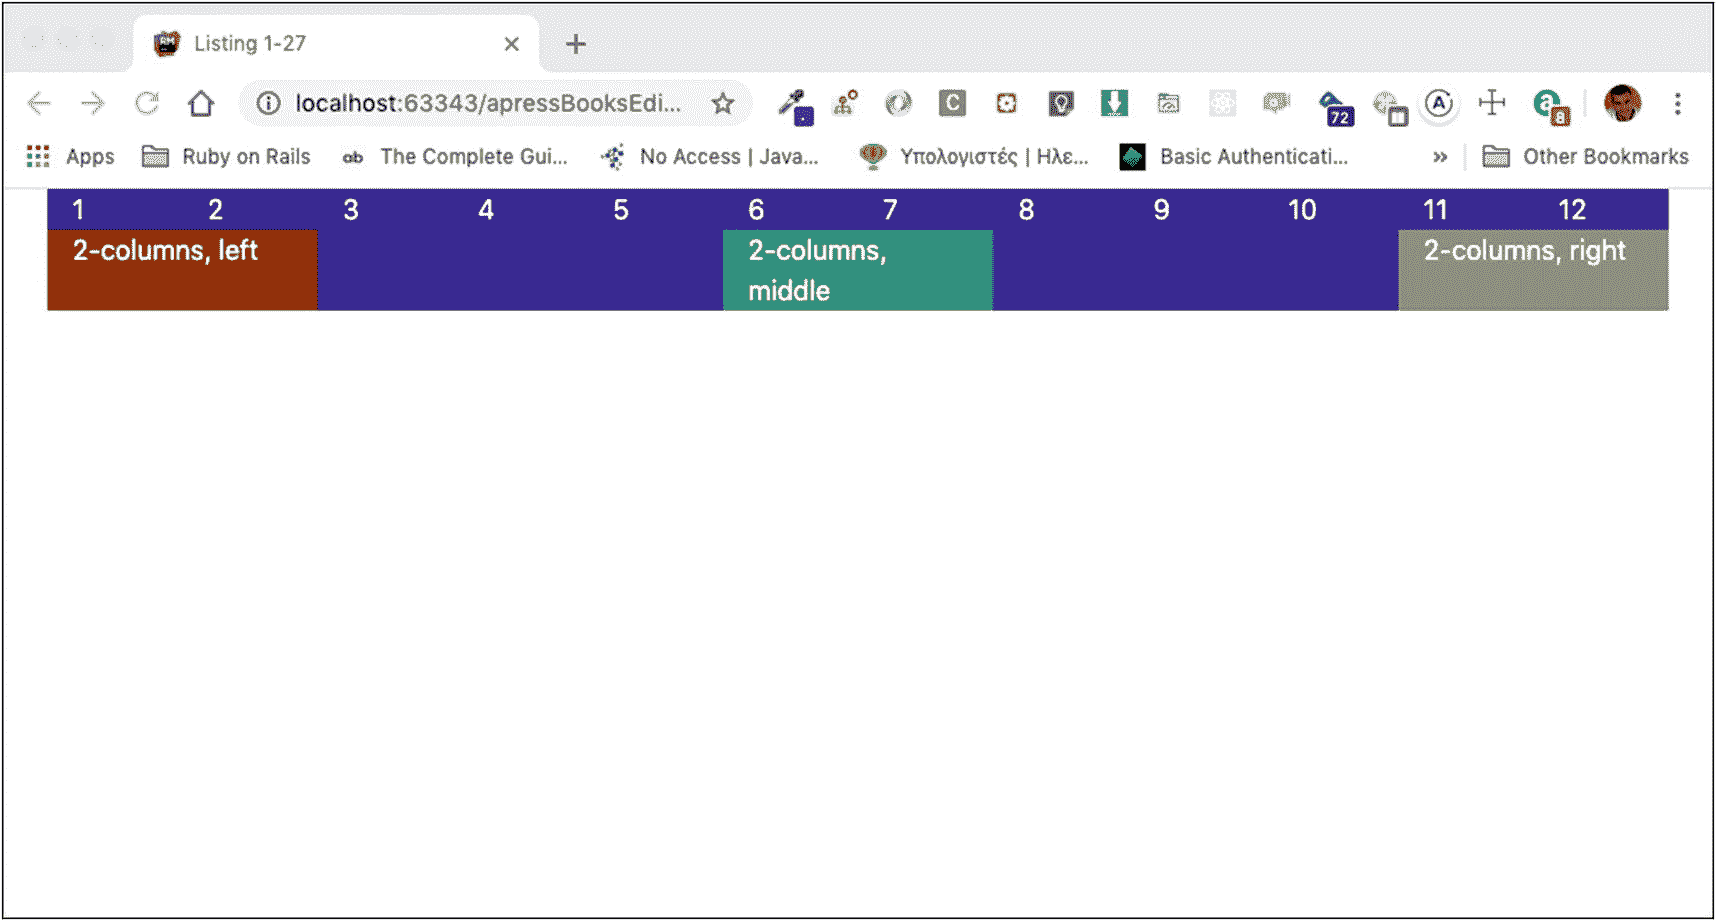 Listing 1-27
localhost:63343/apressBooksEdi...
72
Apps Ruby on Rails ab The Complete Gui... No Access | Java... Υπολογιστές | Ηλε... Basic Authenticati... » Other Bookmarks
1 2 3 4 5 6 7 8 9 10 11 12
2-columns, left 2-columns, middle 2-columns, right